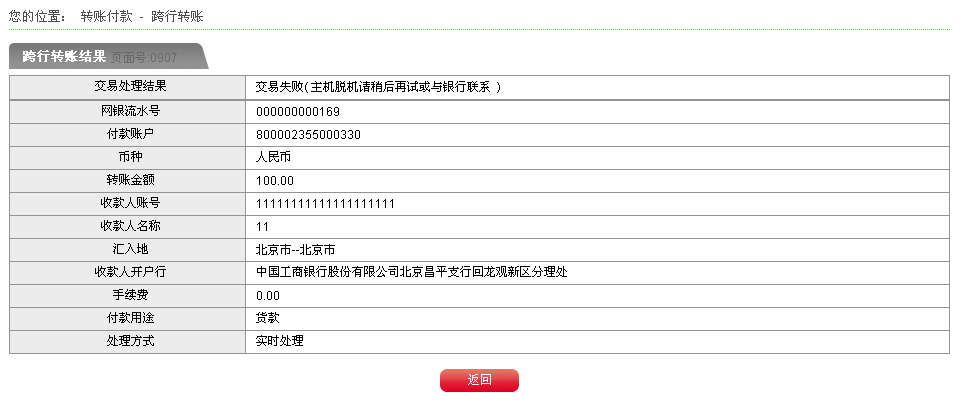 您的位置： 转账付款 - 跨行转账
跨行转账结果 页面号:0907
交易处理结果 交易失败(主机脱机请稍后再试或与银行联系 )
网银流水号 000000000169
付款账户 800002355000330
币种 人民币
转账金额 100.00
收款人账号 11111111111111111111
收款人名称 11
汇入地 北京市--北京市
收款人开户行 中国工商银行股份有限公司北京昌平支行回龙观新区分理处
手续费 0.00
付款用途 货款
处理方式 实时处理
返回